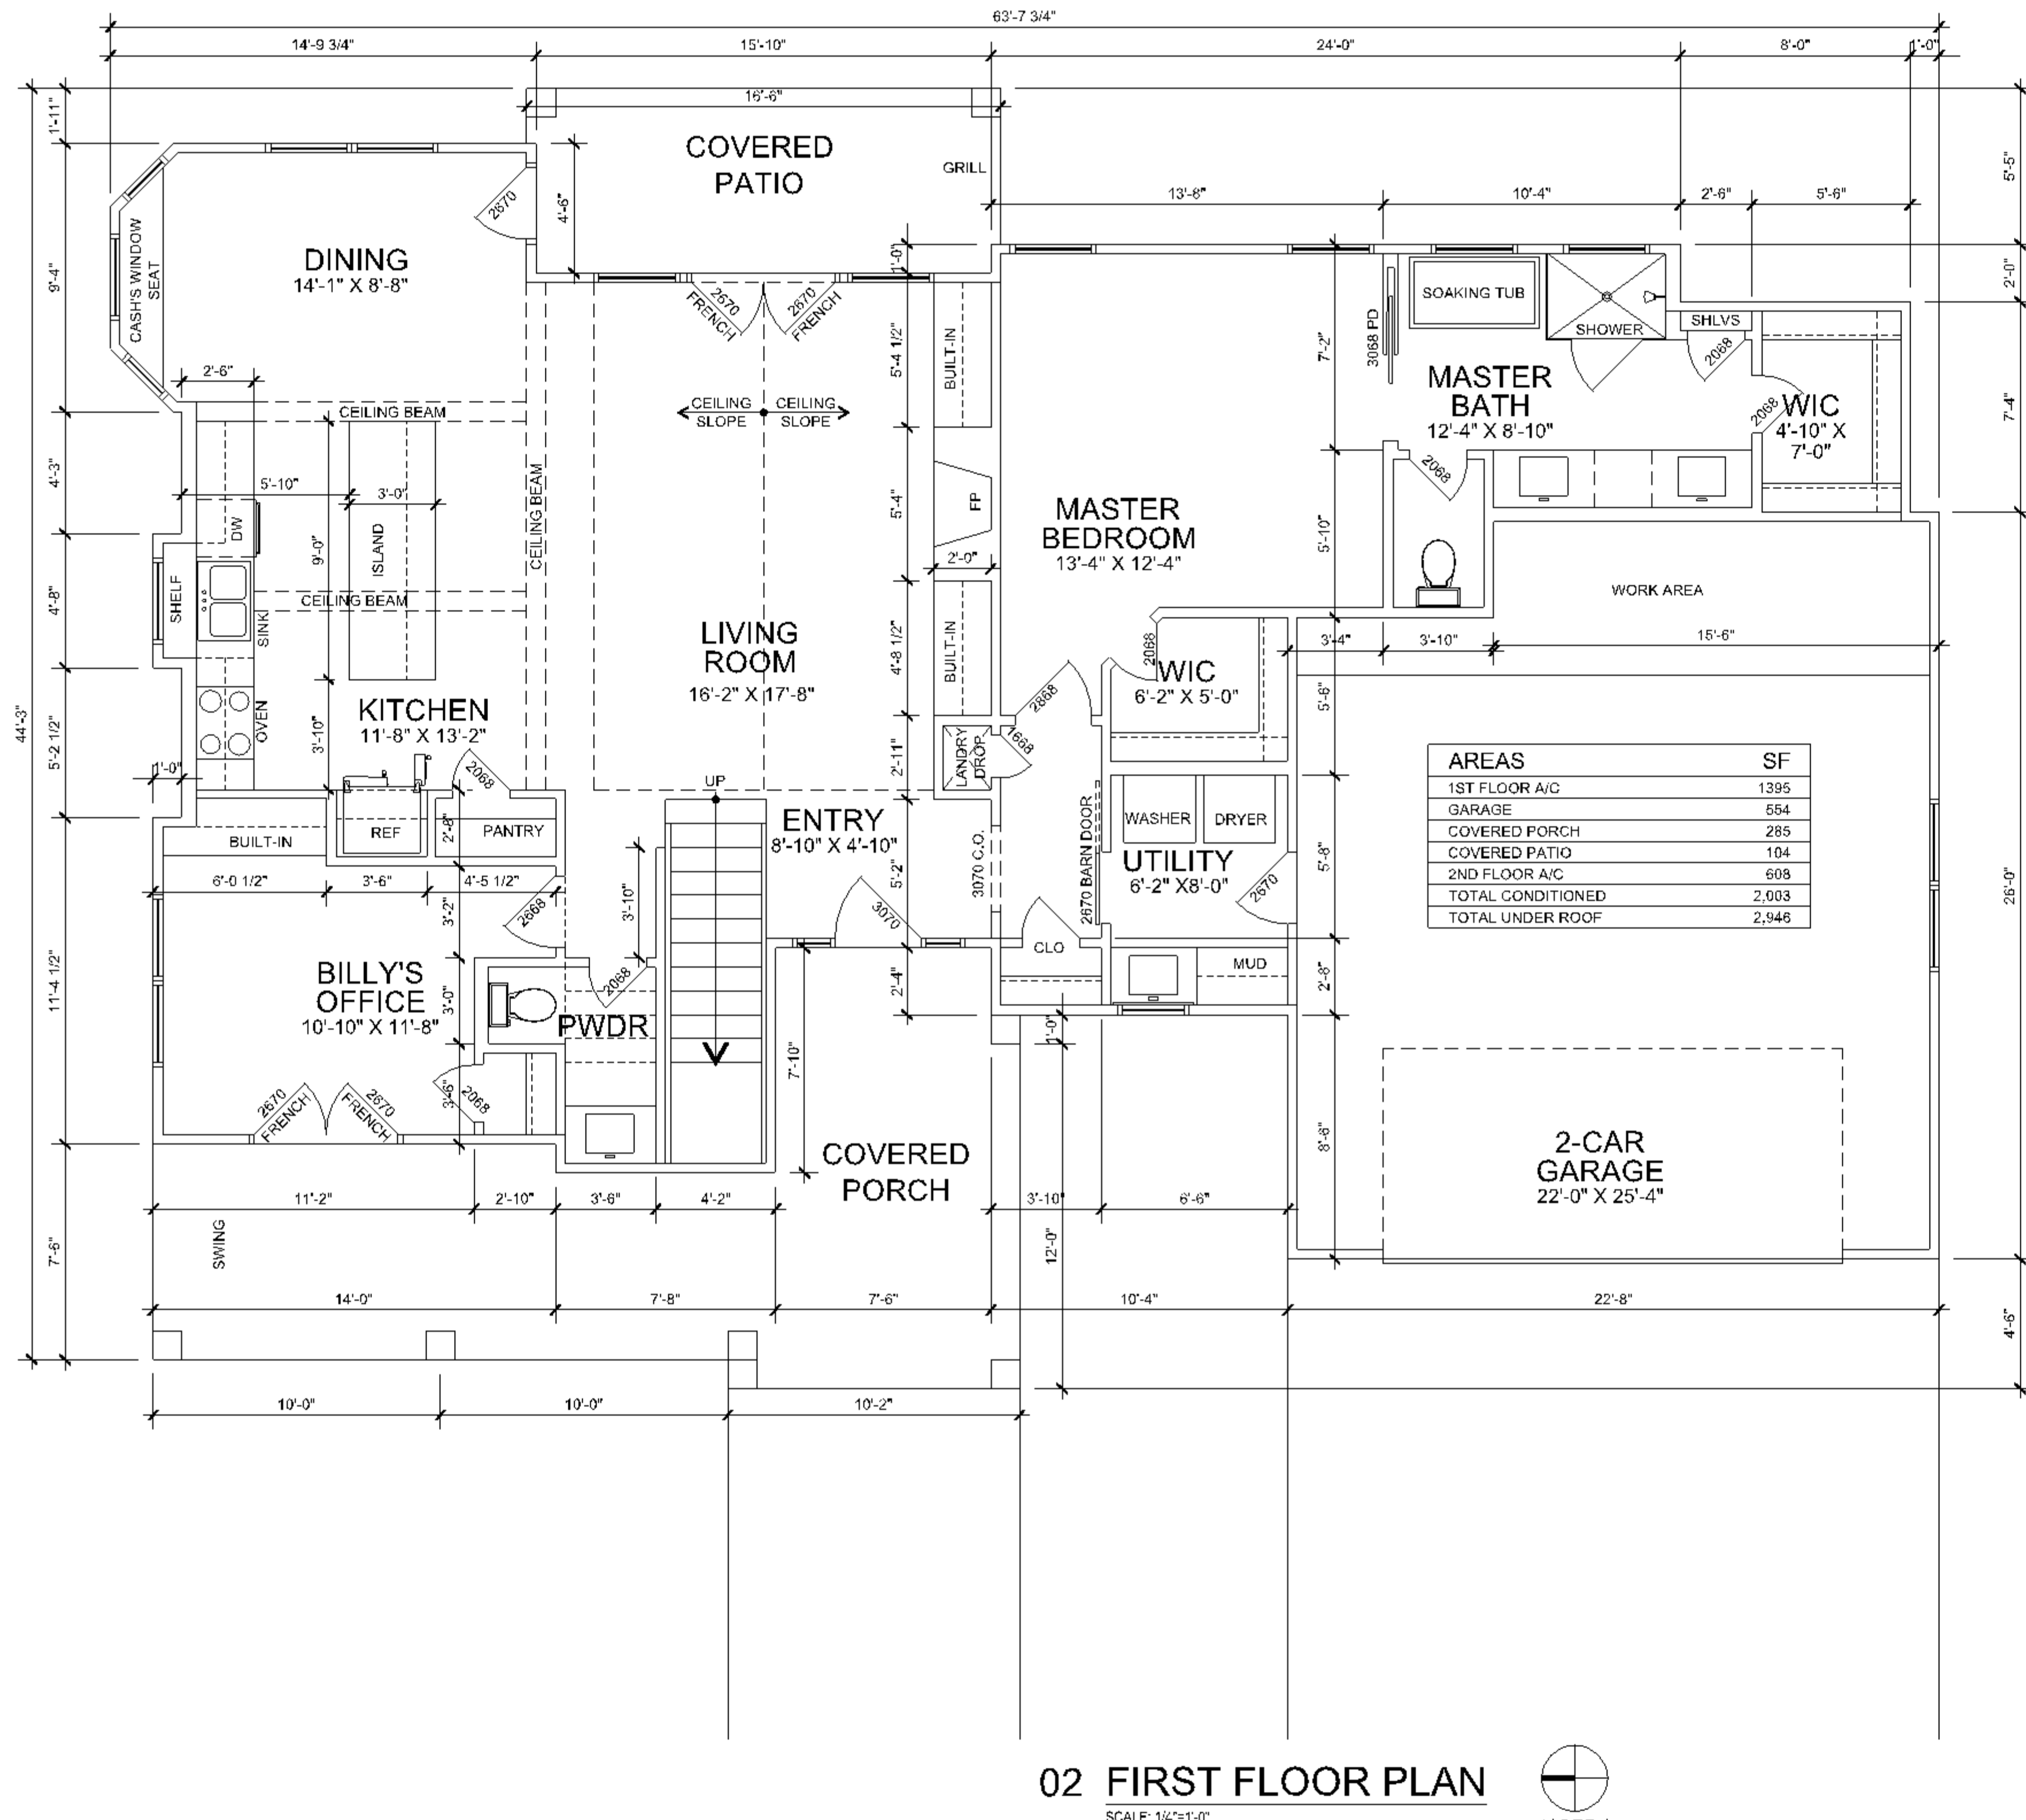 63'-7 3/4"
14'-9 3/4"
15'-10"
24'-0"
8'-0"
1'-0"
16'-6"
1'-11"
COVERED
PATIO
GRILL
5'-5"
13'-8"
10'-4"
2'-6"
5'-6"
2670
4'-6"
CASH'S WINDOW
SEAT
DINING
14'-1" X 8'-8"
9'-4"
1'-0"
2'-0"
2670
FRENCH
2670
FRENCH
SOAKING TUB
SHOWER
SHLVS
2068
3068 PD
7'-2"
5'-4 1/2"
BUILT-IN
2'-6"
MASTER
BATH
12'-4" X 8'-10"
2068
WIC
4'-10" X
7'-0"
7'-4"
CEILING BEAM
CEILING
SLOPE
CEILING
SLOPE
4'-3"
5'-10"
3'-0"
CEILING BEAM
5'-4"
FP
2068
DW
9'-0"
ISLAND
MASTER
BEDROOM
13'-4" X 12'-4"
5'-10"
2'-0"
4'-8"
SHELF
CEILING BEAM
SINK
WORK AREA
44'-3"
LIVING
ROOM
16'-2" X 17'-8"
4'-8 1/2"
BUILT-IN
2068
3'-4"
3'-10"
15'-6"
WIC
6'-2" X 5'-0"
2868
5'-6"
OVEN
KITCHEN
11'-8" X 13'-2"
3'-10"
5'-2 1/2"
1'-0"
2068
UP
2'-11"
LANDRY
DROP
1668
AREAS SF
1ST FLOOR A/C 1395
GARAGE 554
COVERED PORCH 285
COVERED PATIO 104
2ND FLOOR A/C 608
TOTAL CONDITIONED 2,003
TOTAL UNDER ROOF 2,946
BUILT-IN
REF
2'-8"
PANTRY
ENTRY
8'-10" X 4'-10"
WASHER
DRYER
2670 BARN DOOR
3070 C.O.
UTILITY
6'-2" X8'-0"
5'-8"
2670
26'-0"
6'-0 1/2"
3'-6"
4'-5 1/2"
5'-2"
3'-2"
2668
3'-10"
3070
CLO
MUD
BILLY'S
OFFICE
10'-10" X 11'-8"
11'-4 1/2"
3'-0"
2068
PWDR
2'-4"
2'-8"
1'-0"
7'-10"
3'-6"
2068
2670
FRENCH
2670
FRENCH
8'-6"
2-CAR
GARAGE
22'-0" X 25'-4"
COVERED
PORCH
11'-2"
2'-10"
3'-6"
4'-2"
3'-10"
6'-6"
SWING
7'-6"
12'-0"
14'-0"
7'-8"
7'-6"
10'-4"
22'-8"
4'-6"
10'-0"
10'-0"
10'-2"
02 FIRST FLOOR PLAN
SCALE: 1/4"=1'-0"